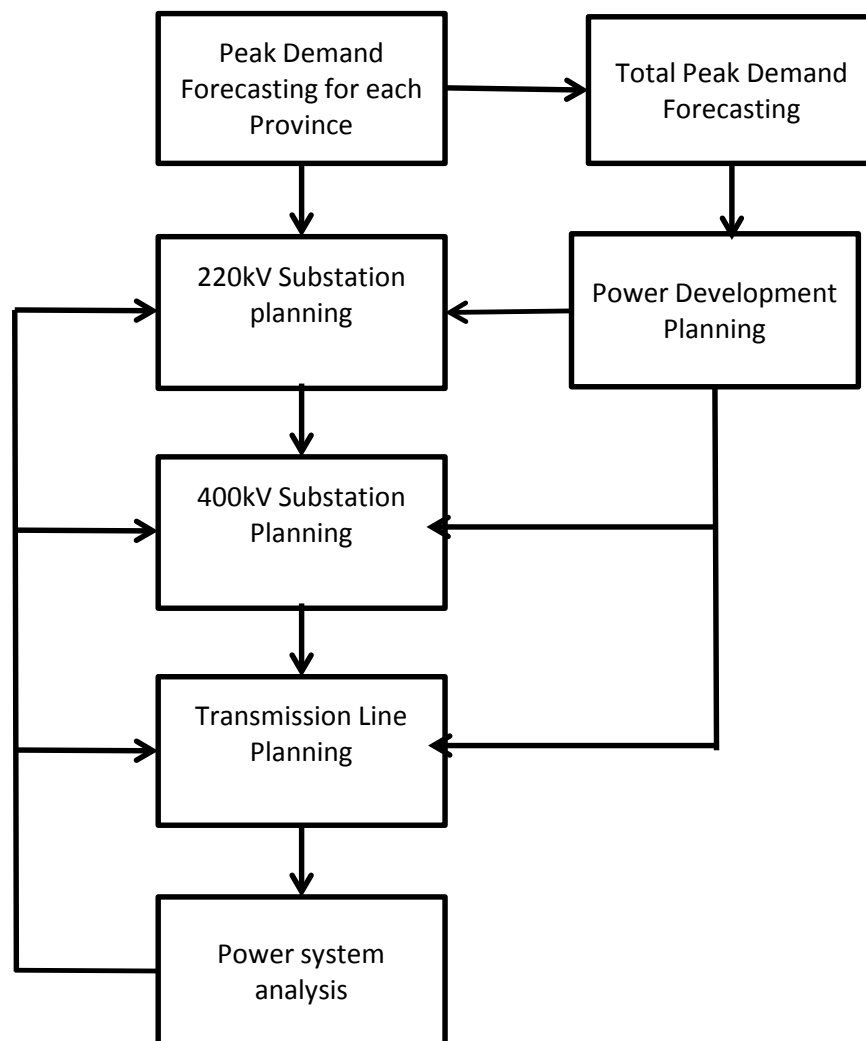 Peak Demand
Forecasting for each
Province
Total Peak Demand
Forecasting
220kV Substation
planning
Power Development
Planning
400kV Substation
Planning
Transmission Line
Planning
Power system
analysis